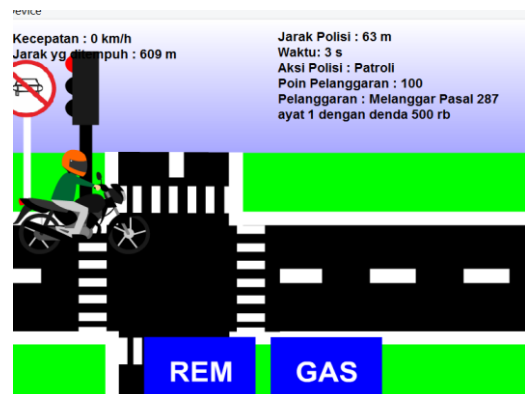 Device
Kecepatan : 0 km/h
Jarak yg ditempuh : 609 m
Jarak Polisi : 63 m
Waktu: 3 s
Aksi Polisi : Patroli
Poin Pelanggaran : 100
Pelanggaran : Melanggar Pasal 287
ayat 1 dengan denda 500 rb
REM
GAS